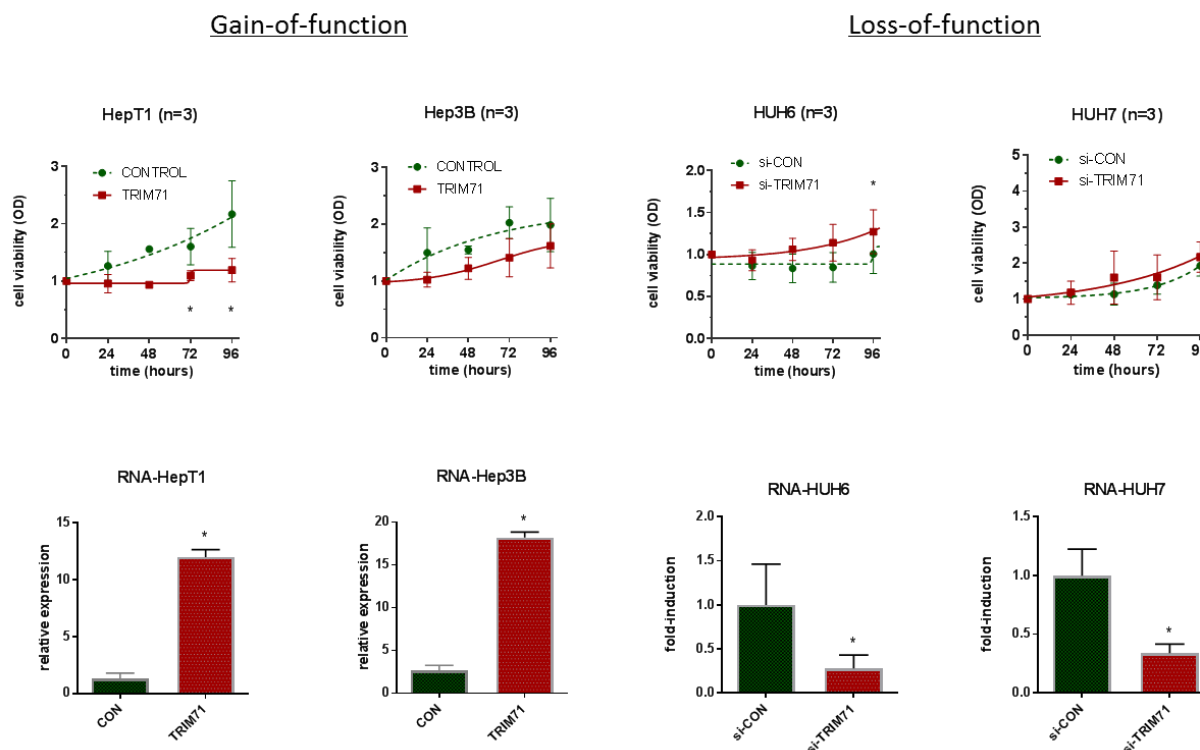 Gain-of-function
Loss-of-function
HepT1 (n=3)
CONTROL
TRIM71
cell viability (OD)
3
2
1
0
0 24 48 72 96
time (hours)
* *
Hep3B (n=3)
CONTROL
TRIM71
cell viability (OD)
3
2
1
0
0 24 48 72 96
time (hours)
HUH6 (n=3)
si-CON
si-TRIM71
*
cell viability (OD)
2.0
1.5
1.0
0.5
0.0
0 24 48 72 96
time (hours)
HUH7 (n=3)
si-CON
si-TRIM71
cell viability (OD)
5
4
3
2
1
0
0 24 48 72 9
time (hours)
RNA-HepT1
*
relative expression
15
10
5
0
CON
TRIM71
RNA-Hep3B
*
relative expression
20
15
10
5
0
CON
TRIM71
RNA-HUH6
*
fold-induction
2.0
1.5
1.0
0.5
0.0
si-CON
si-TRIM71
RNA-HUH7
*
fold-induction
1.5
1.0
0.5
0.0
si-CON
si-TRIM71